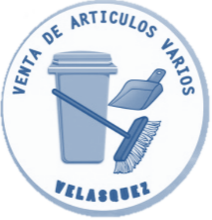 VENTA DE ARTICULOS VARIOS
VELASQUEZ